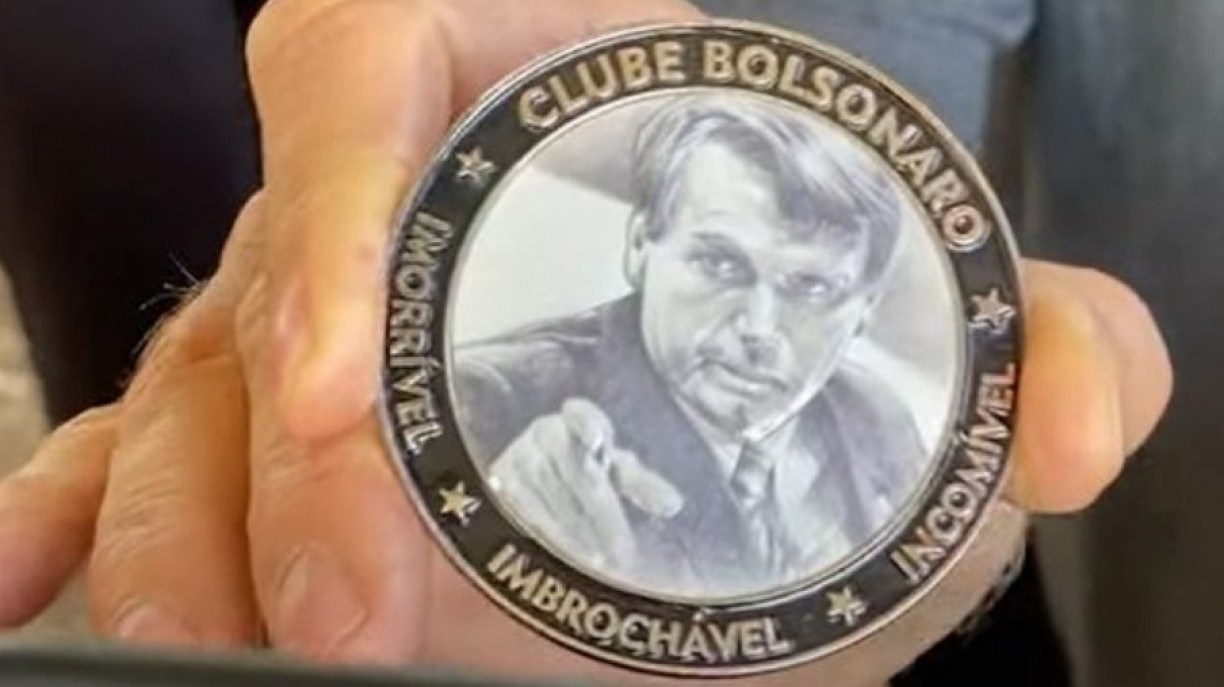 CLUBE BOLSONARO
IMORRÍVEL
IMBROCHÁVEL
INCOMÍVEL